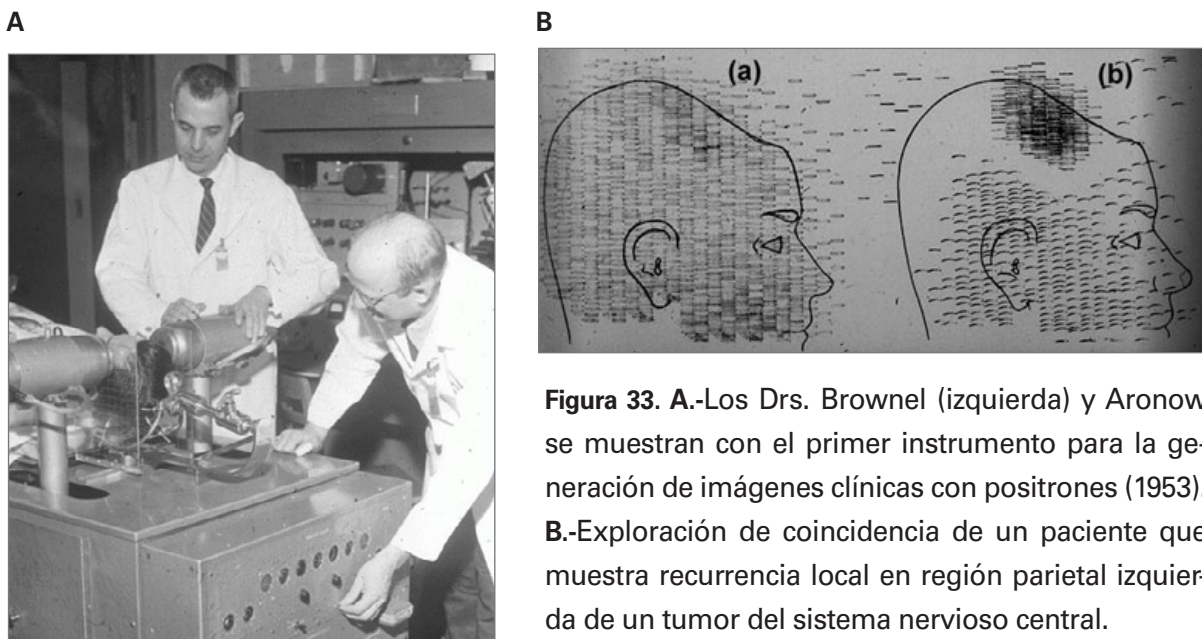 A
B
(a)
(b)
Figura 33. A.-Los Drs. Brownel (izquierda) y Aronow
se muestran con el primer instrumento para la ge-
neración de imágenes clínicas con positrones (1953).
B.-Exploración de coincidencia de un paciente que
muestra recurrencia local en región parietal izquier-
da de un tumor del sistema nervioso central.